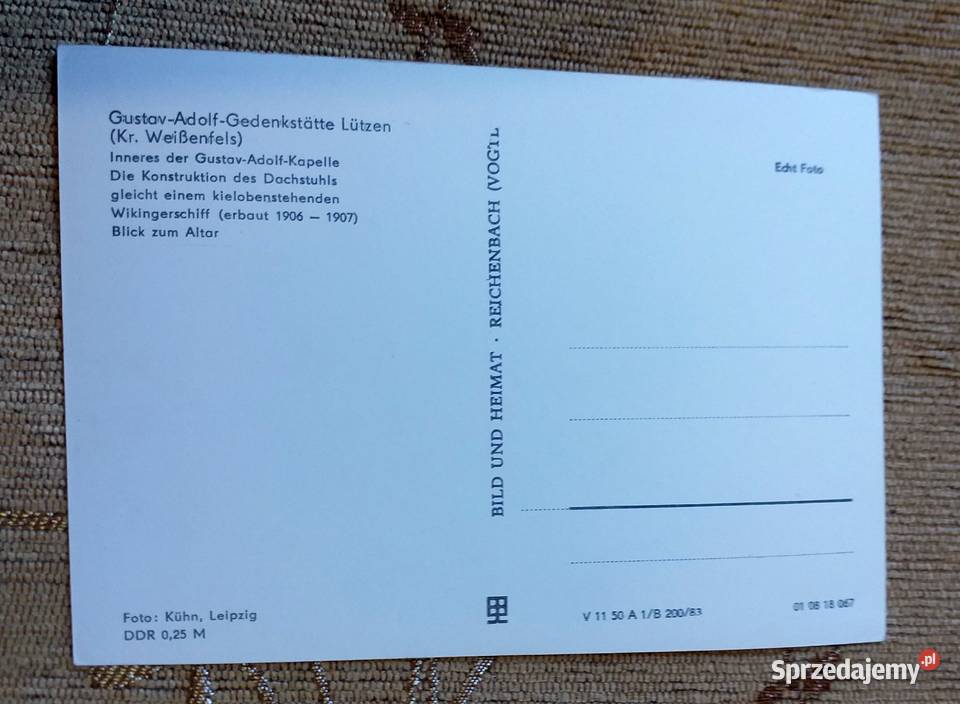 Gustav-Adolf-Gedenkstätte Lützen
(Kr. Weißenfels)
Inneres der Gustav-Adolf-Kapelle
Die Konstruktion des Dachstuhls
gleicht einem kielobenstehenden
Wikingerschiff (erbaut 1906 – 1907)
Blick zum Altar
Foto: Kühn, Leipzig
DDR 0,25 M
BILD UND HEIMAT · REICHENBACH (VOGTL
Echt Foto
V 11 50 A 1/B 200/83
01 08 18 067
Sprzedajemy.pl